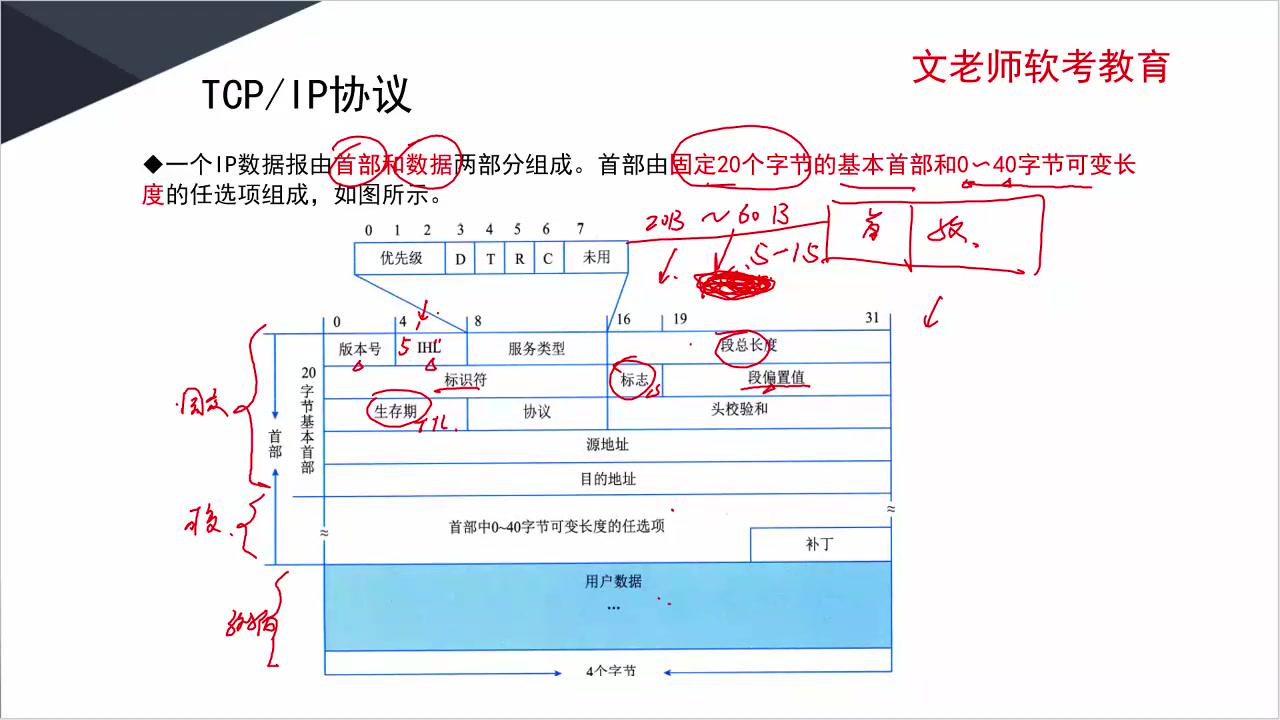 文老师软考教育
TCP/IP协议
◆一个IP数据报由首部和数据两部分组成。首部由固定20个字节的基本首部和0~40字节可变长
度的任选项组成，如图所示。
20B ~ 60B
首
5-15
0 1 2 3 4 5 6 7
优先级 D T R C 未用
0 4 8 16 19 31
版本号 5 IHL 服务类型 段总长度
标识符 标志 段偏置值
生存期 TTL 协议 头校验和
源地址
目的地址
20字节基本首部
首部
固定
可变
首部中0~40字节可变长度的任选项
补丁
用户数据
...
数据
4个字节